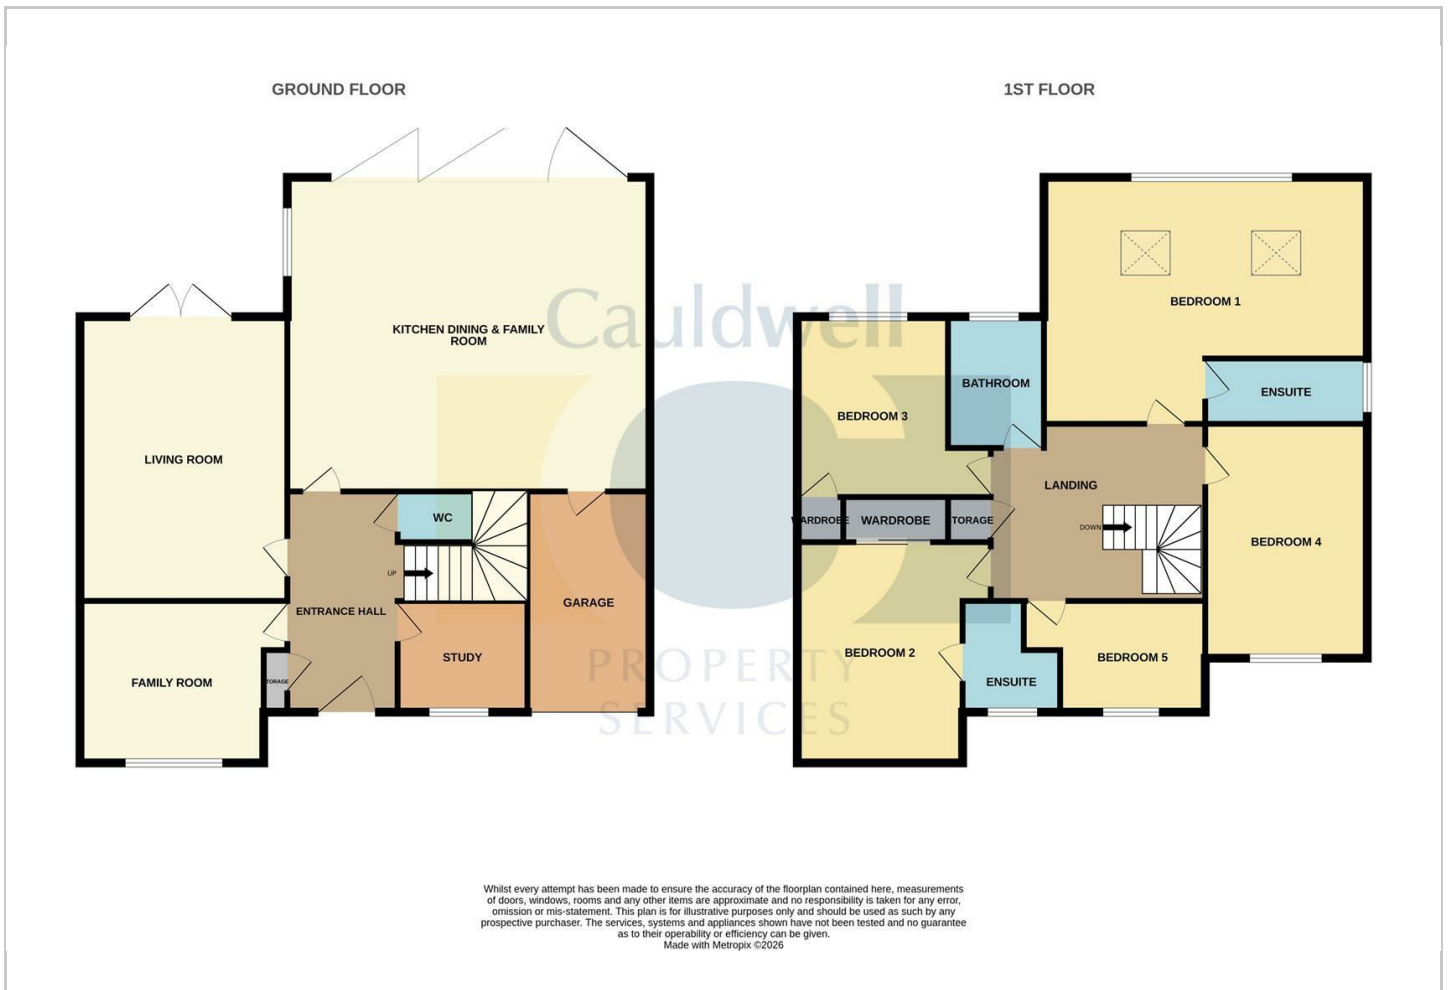 GROUND FLOOR
1ST FLOOR
KITCHEN DINING & FAMILY
ROOM
LIVING ROOM
WC
UP
ENTRANCE HALL
GARAGE
STUDY
FAMILY ROOM
TORAGE
BEDROOM 1
BATHROOM
ENSUITE
BEDROOM 3
LANDING
WARDROBE
WARDROBE
TORAGE
DOWN
BEDROOM 4
BEDROOM 2
BEDROOM 5
ENSUITE
Cauldwell
PROPERTY
SERVICES
Whilst every attempt has been made to ensure the accuracy of the floorplan contained here, measurements
of doors, windows, rooms and any other items are approximate and no responsibility is taken for any error,
omission or mis-statement. This plan is for illustrative purposes only and should be used as such by any
prospective purchaser. The services, systems and appliances shown have not been tested and no guarantee
as to their operability or efficiency can be given.
Made with Metropix ©2026